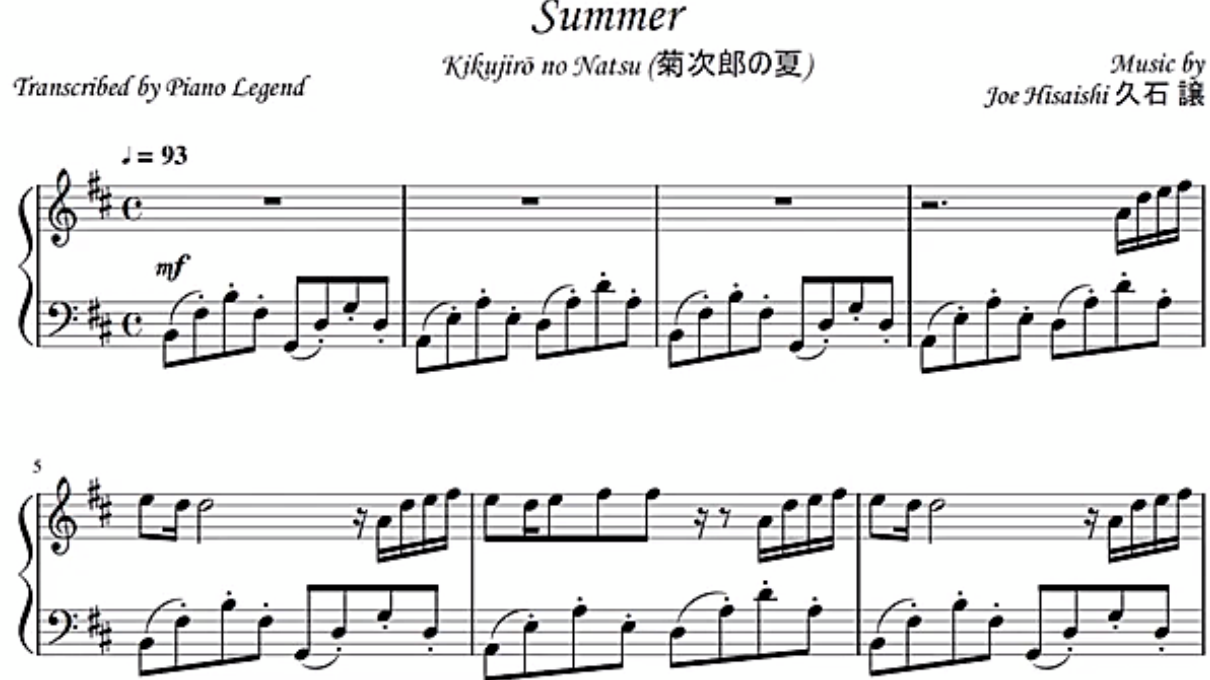 Summer
Kikujirō no Natsu (菊次郎の夏)
Transcribed by Piano Legend
Music by
Joe Hisaishi 久石 譲
♩= 93
mf
5